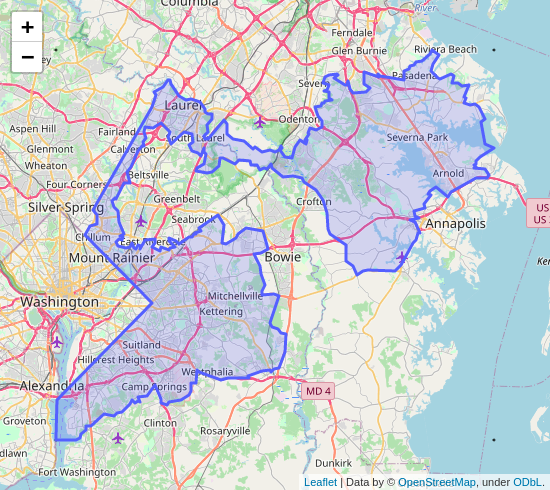 Columbia
River
Ferndale
Riviera Beach
+
Glen Burnie
−
ey
Pasadena
Severn
Laurel
Odenton
Aspen Hill
Fairland
South Laurel
Severna Park
Glenmont
Calverton
Wheaton
Beltsville
Arnold
Four Corners
Greenbelt
Crofton
Silver Spring
US
US
Seabrook
Annapolis
Chillum
East Riverdale
Mount Rainier
Bowie
Ken
Washington
Mitchellville
Kettering
Suitland
Hillcrest Heights
Westphalia
Alexandria
Camp Springs
MD 4
Groveton
Clinton
Rosaryville
dlawn
Dunkirk
Fort Washington
Leaflet | Data by © OpenStreetMap, under ODbL.